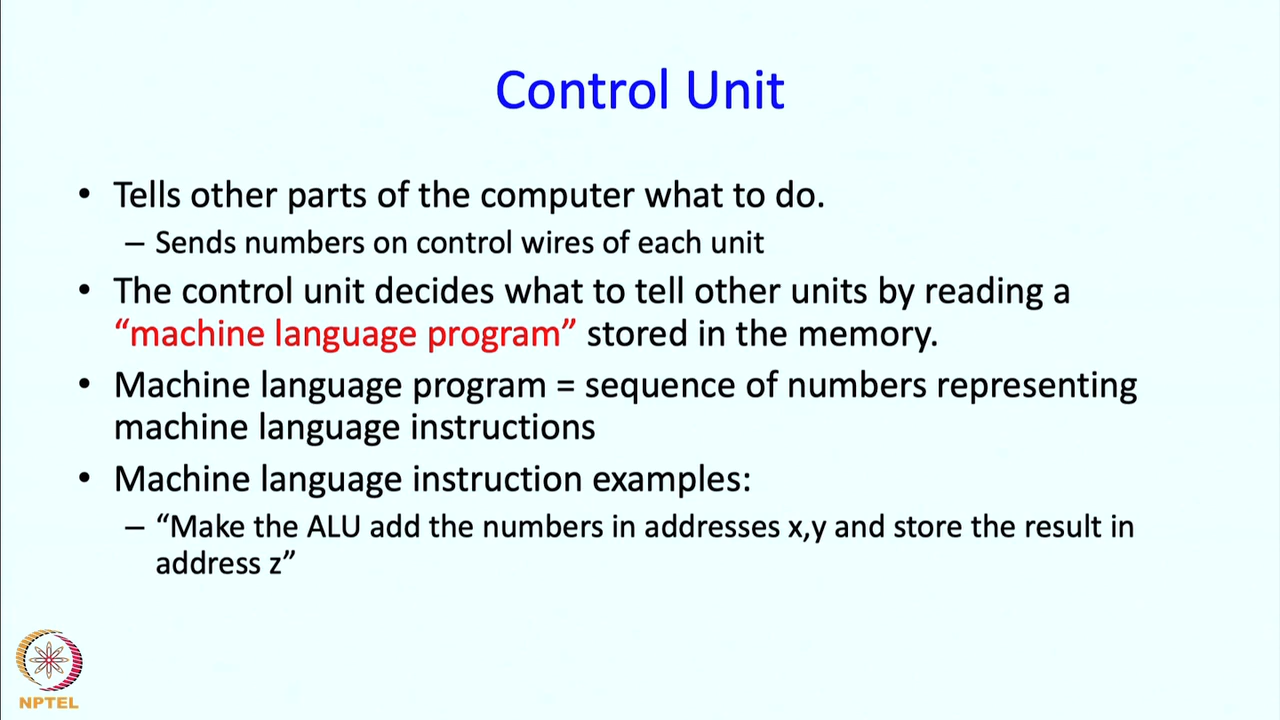 Control Unit
• Tells other parts of the computer what to do.
– Sends numbers on control wires of each unit
• The control unit decides what to tell other units by reading a
“machine language program” stored in the memory.
• Machine language program = sequence of numbers representing
machine language instructions
• Machine language instruction examples:
– “Make the ALU add the numbers in addresses x,y and store the result in
address z”
NPTEL